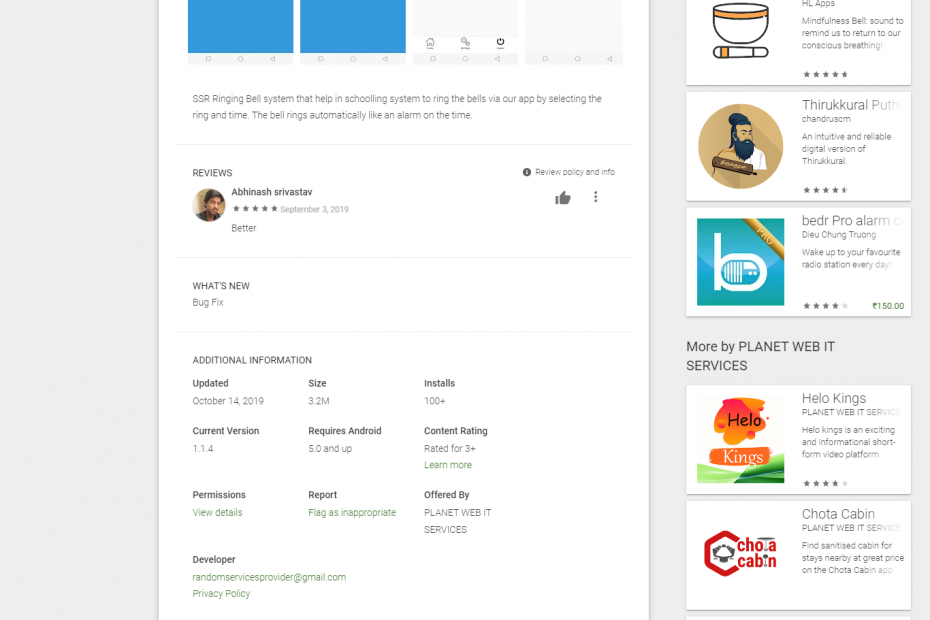 SSR Ringing Bell system that help in schoolling system to ring the bells via our app by selecting the
ring and time. The bell rings automatically like an alarm on the time.
REVIEWS
Review policy and info
Abhinash srivastav
September 3, 2019
Better
WHAT'S NEW
Bug Fix
ADDITIONAL INFORMATION
Updated
October 14, 2019
Size
3.2M
Installs
100+
Current Version
1.1.4
Requires Android
5.0 and up
Content Rating
Rated for 3+
Learn more
Permissions
View details
Report
Flag as inappropriate
Offered By
PLANET WEB IT
SERVICES
Developer
randomservicesprovider@gmail.com
Privacy Policy
HL Apps
Mindfulness Bell: sound to
remind us to return to our
conscious breathing!
Thirukkural Puth
chandruscm
An intuitive and reliable
digital version of
Thirukkural.
PRO
b
bedr Pro alarm c
Dieu Chung Truong
Wake up to your favourite
radio station every day!
₹150.00
More by PLANET WEB IT
SERVICES
Helo
Kings
Helo Kings
PLANET WEB IT SERVICE
Helo kings is an exciting
and informational short-
form video platform
chota
cabin
Chota Cabin
PLANET WEB IT SERVICE
Find sanitised cabin for
stays nearby at great price
on the Chota Cabin app